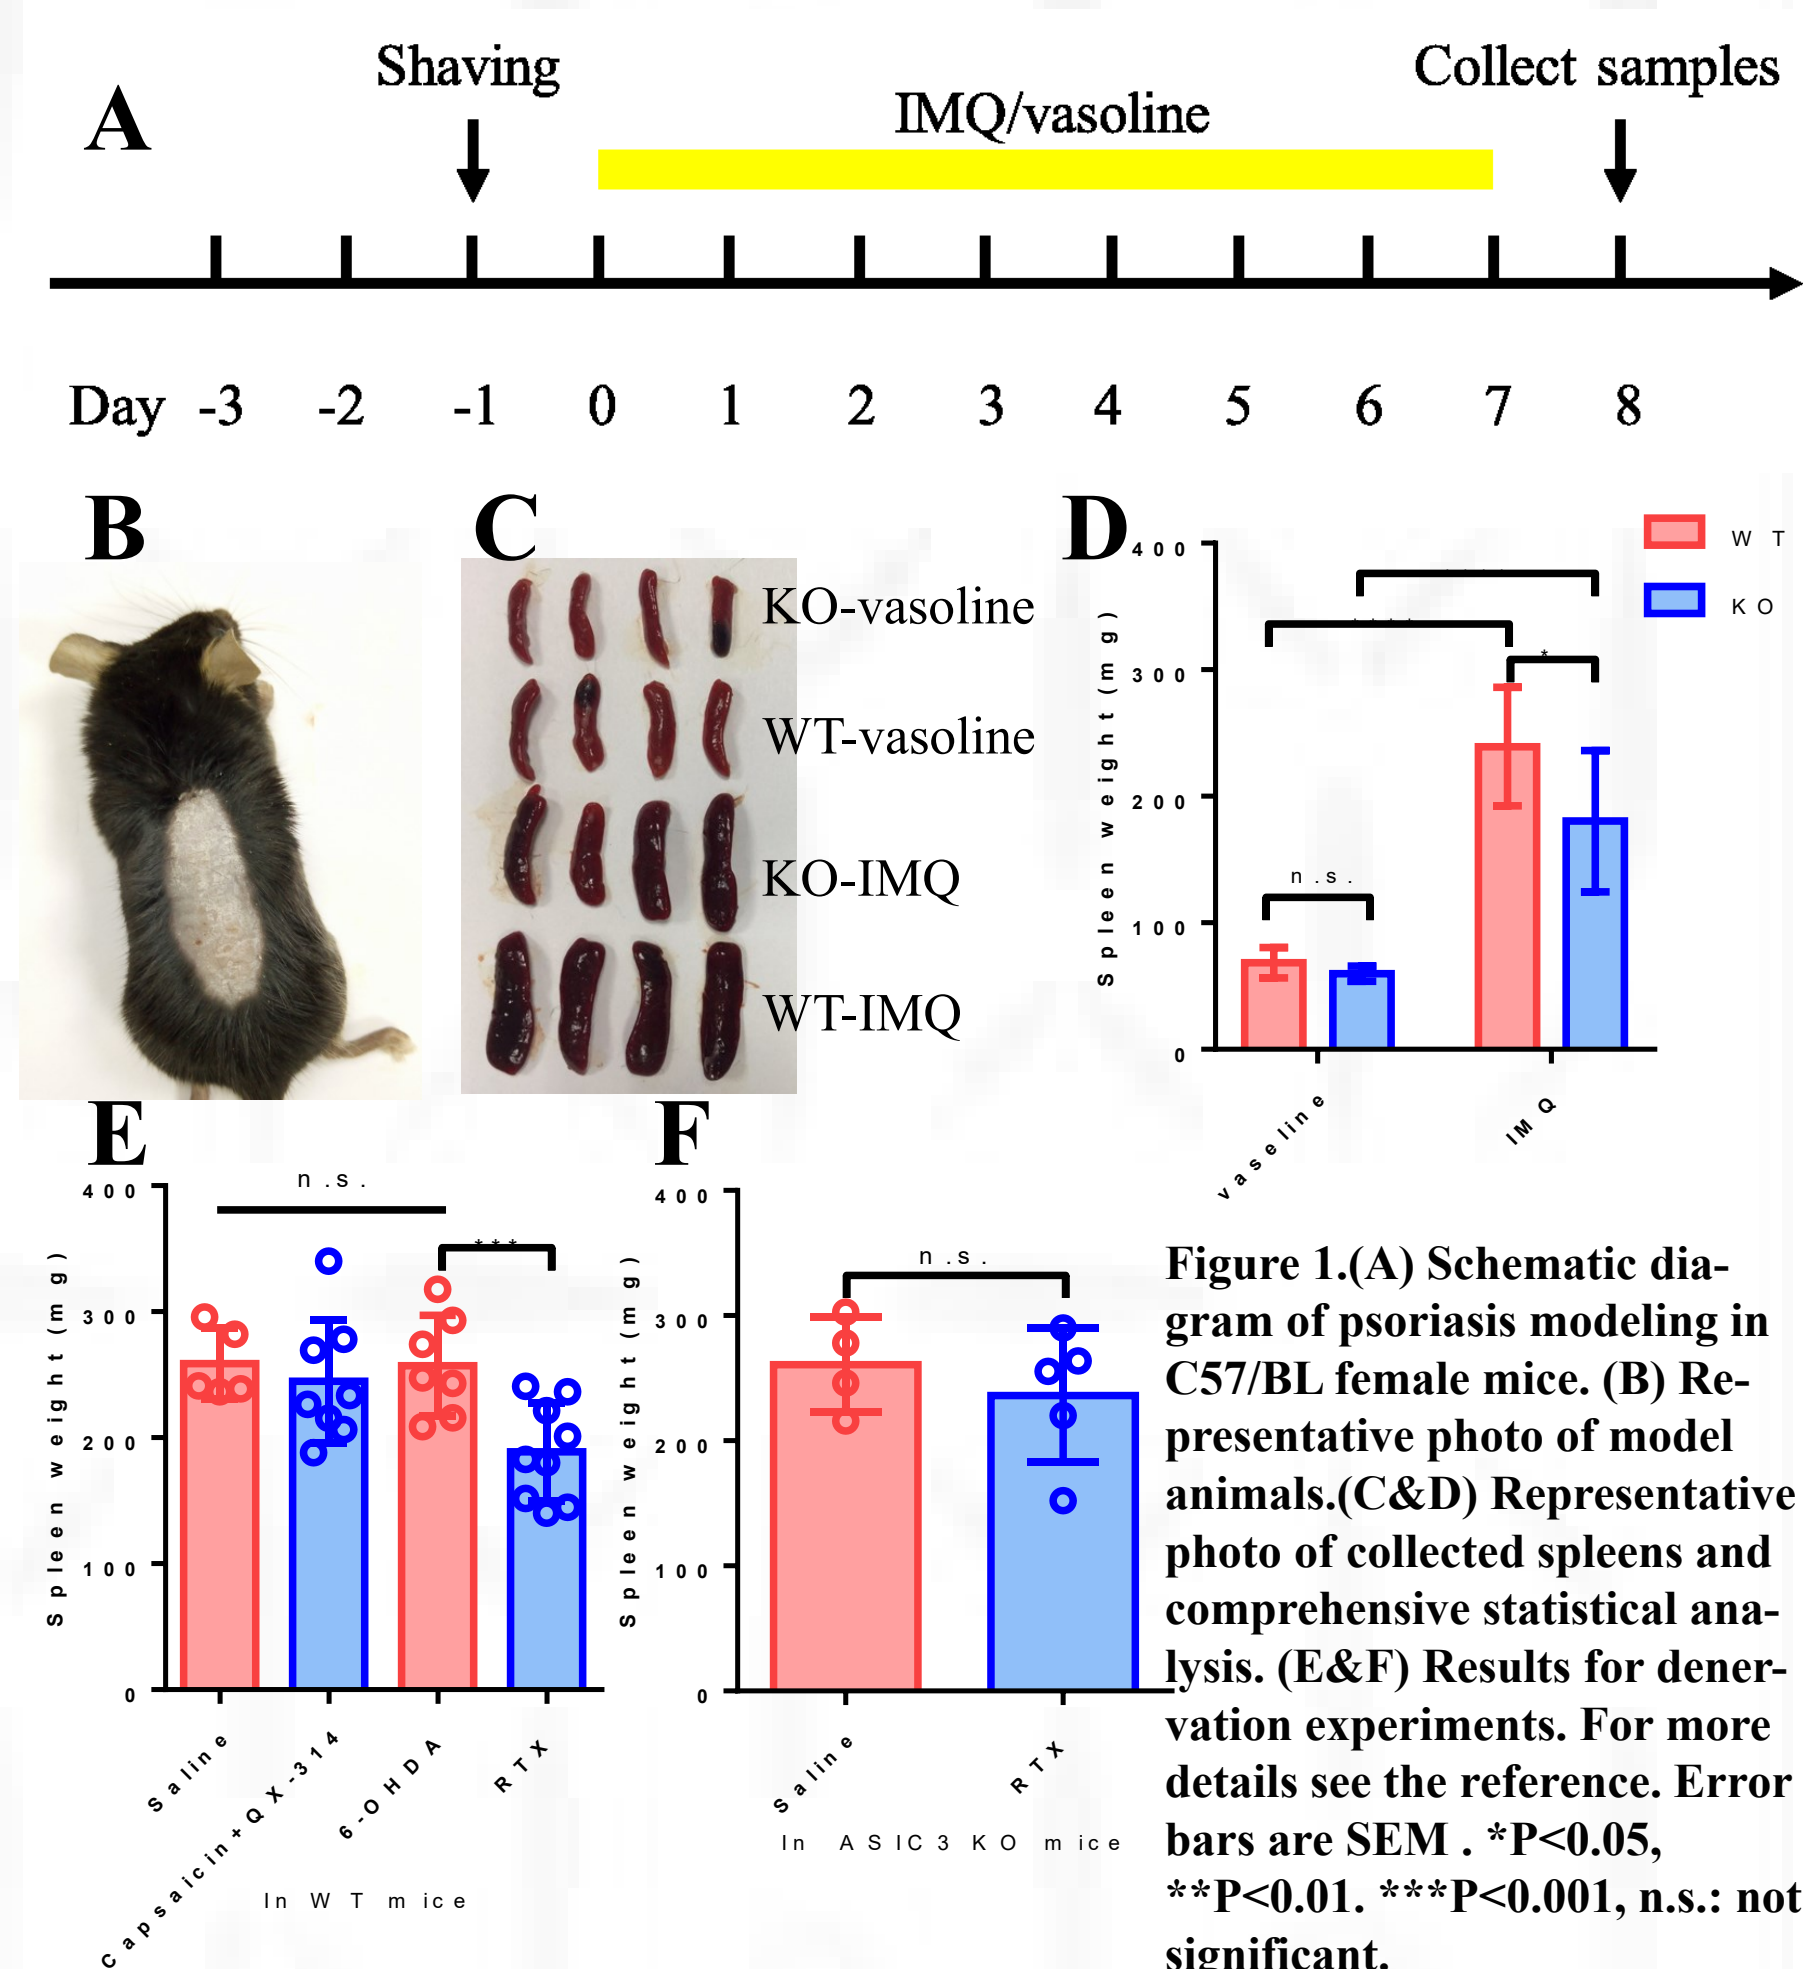 A
Shaving
IMQ/vasoline
Collect samples
Day -3 -2 -1 0 1 2 3 4 5 6 7 8
B
C
KO-vasoline
WT-vasoline
KO-IMQ
WT-IMQ
D
Spleen weight (mg)
400
300
200
100
0
n.s.
****
*
WT
KO
vaseline
IMQ
E
Spleen weight (mg)
400
300
200
100
0
n.s.
***
Saline
Capsaicin+QX-314
6-OHDA
RTX
In WT mice
F
Spleen weight (mg)
400
300
200
100
0
n.s.
Saline
RTX
In ASIC3 KO mice
Figure 1.(A) Schematic dia-
gram of psoriasis modeling in
C57/BL female mice. (B) Re-
presentative photo of model
animals.(C&D) Representative
photo of collected spleens and
comprehensive statistical ana-
lysis. (E&F) Results for dener-
vation experiments. For more
details see the reference. Error
bars are SEM . *P<0.05,
**P<0.01. ***P<0.001, n.s.: not
significant.